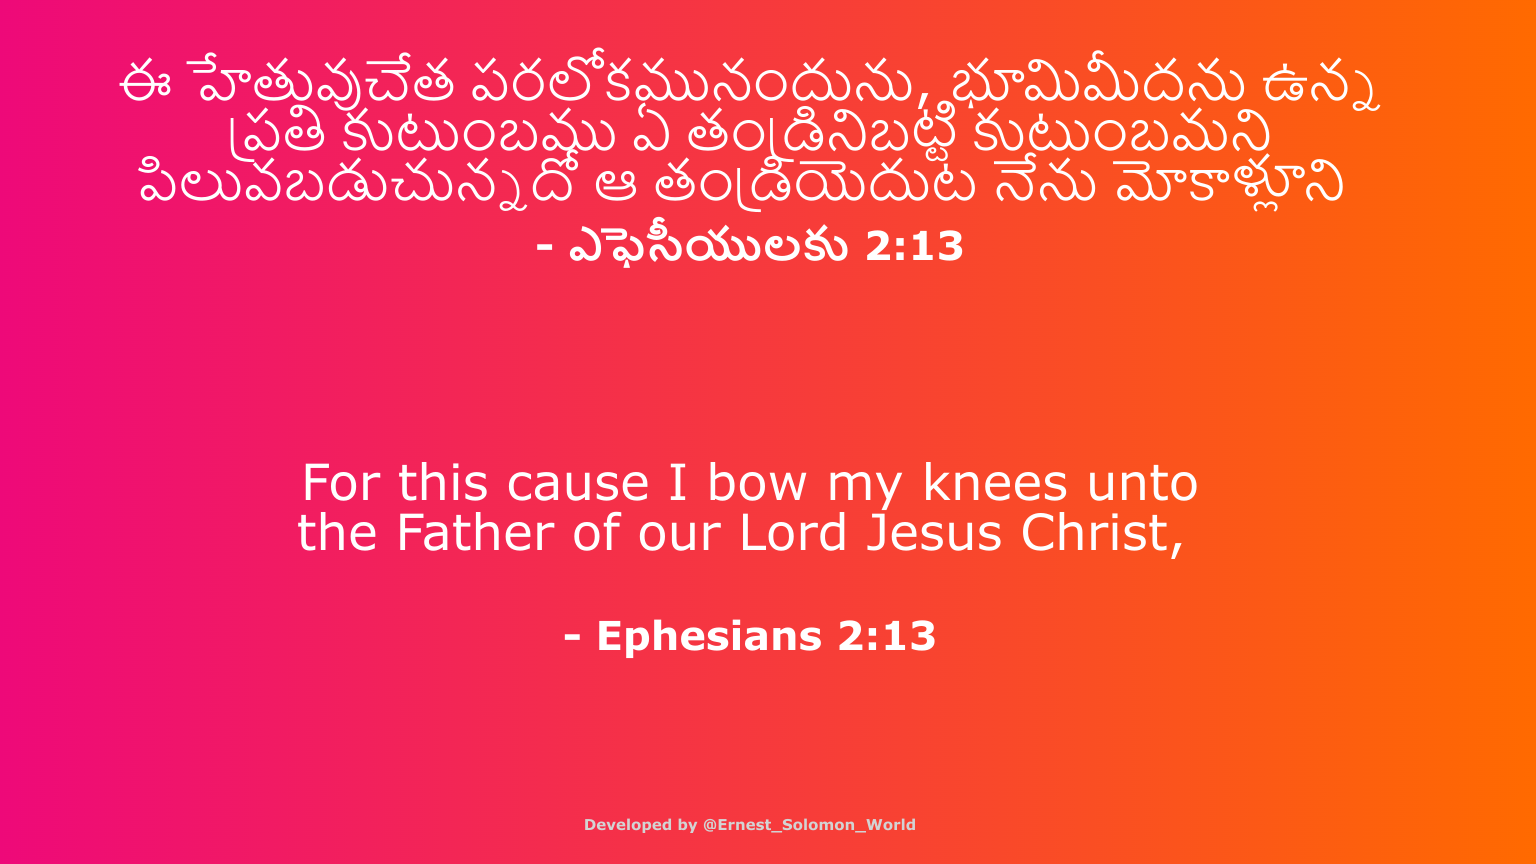 ఈ హేతువుచేత పరలోకమునందును, భూమిమీదను ఉన్న
ప్రతి కుటుంబము ఏ తండ్రినిబట్టి కుటుంబమని
పిలువబడుచున్నదో ఆ తండ్రియెదుట నేను మోకాళ్లూని
- ఎఫెసీయులకు 2:13
For this cause I bow my knees unto
the Father of our Lord Jesus Christ,
- Ephesians 2:13
Developed by @Ernest_Solomon_World